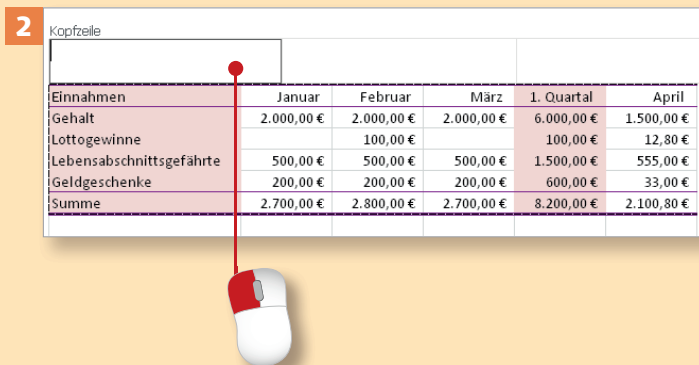 2
Kopfzeile
Einnahmen Januar Februar März 1. Quartal April
Gehalt 2.000,00 € 2.000,00 € 2.000,00 € 6.000,00 € 1.500,00 €
Lottogewinne 100,00 € 100,00 € 12,80 €
Lebensabschnittsgefährte 500,00 € 500,00 € 500,00 € 1.500,00 € 555,00 €
Geldgeschenke 200,00 € 200,00 € 200,00 € 600,00 € 33,00 €
Summe 2.700,00 € 2.800,00 € 2.700,00 € 8.200,00 € 2.100,80 €